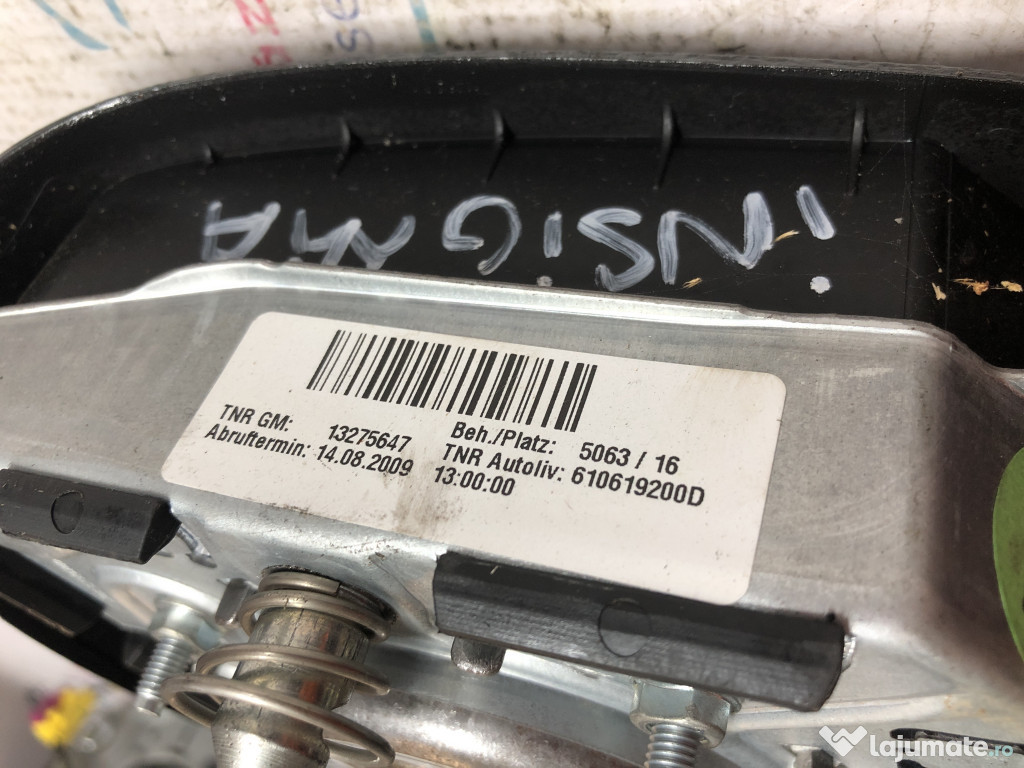 iNSiGNiA
TNR GM: 13275647 Beh./Platz: 5063 / 16
Abruftermin: 14.08.2009 TNR Autoliv: 610619200D
13:00:00
lajumate.ro